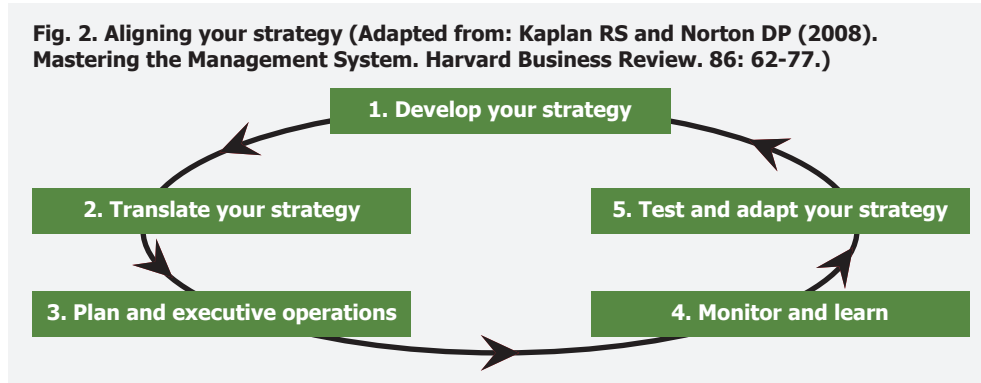 Fig. 2. Aligning your strategy (Adapted from: Kaplan RS and Norton DP (2008).
Mastering the Management System. Harvard Business Review. 86: 62-77.)
1. Develop your strategy
2. Translate your strategy
3. Plan and executive operations
4. Monitor and learn
5. Test and adapt your strategy